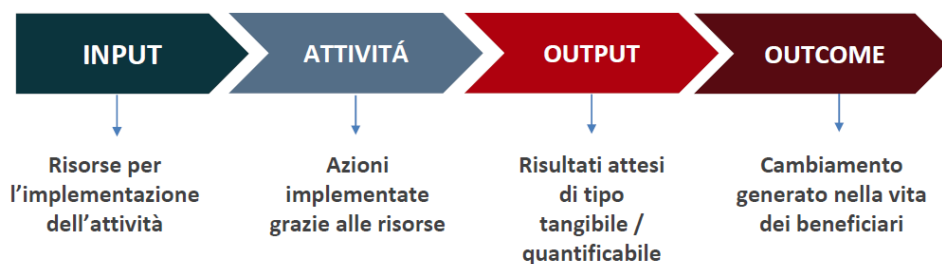 INPUT
ATTIVITÁ
OUTPUT
OUTCOME
Risorse per
l’implementazione
dell’attività
Azioni
implementate
grazie alle risorse
Risultati attesi
di tipo
tangibile /
quantificabile
Cambiamento
generato nella vita
dei beneficiari